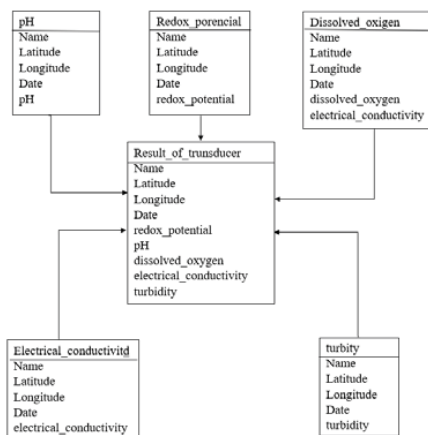 pH
Name
Latitude
Longitude
Date
pH
Redox_porencial
Name
Latitude
Longitude
Date
redox_potential
Dissolved_oxigen
Name
Latitude
Longitude
Date
dissolved_oxygen
electrical_conductivity
Result_of_trunsducer
Name
Latitude
Longitude
Date
redox_potential
pH
dissolved_oxygen
electrical_conductivity
turbidity
Electrical_conductivitd
Name
Latitude
Longitude
Date
electrical_conductivity
turbity
Name
Latitude
Longitude
Date
turbidity